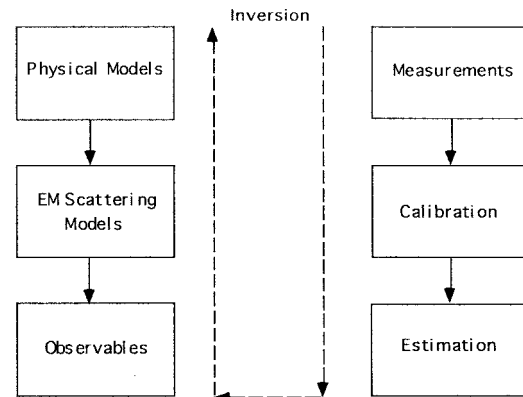 Inversion
Physical Models
Measurements
EM Scattering
Models
Calibration
Observables
Estimation